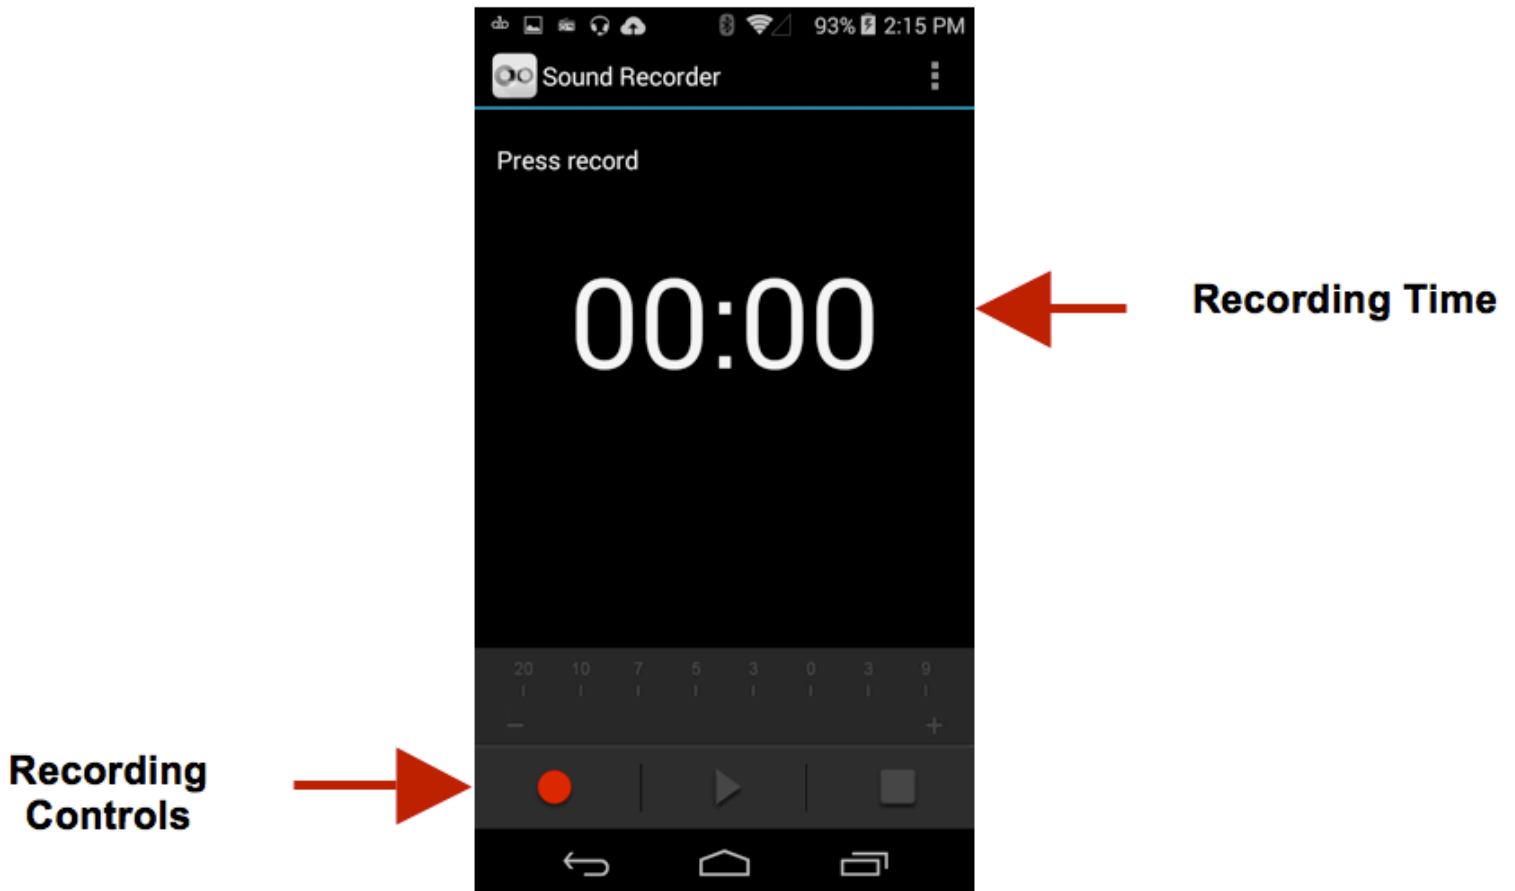 93% 2:15 PM
Sound Recorder
Press record
00:00
Recording Time
20 10 7 5 3 0 3 9
− +
Recording
Controls